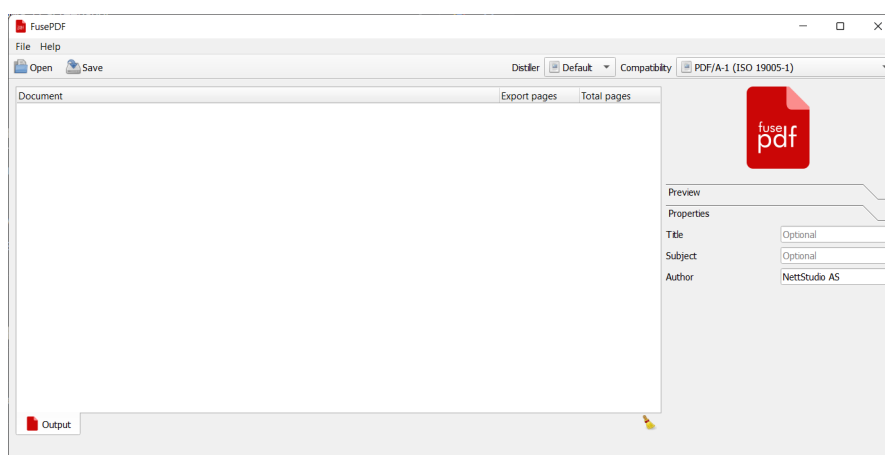 FusePDF
File Help
Open Save Distiller Default Compatibility PDF/A-1 (ISO 19005-1)
Document Export pages Total pages
fuse
pdf
Preview
Properties
Title Optional
Subject Optional
Author NettStudio AS
Output